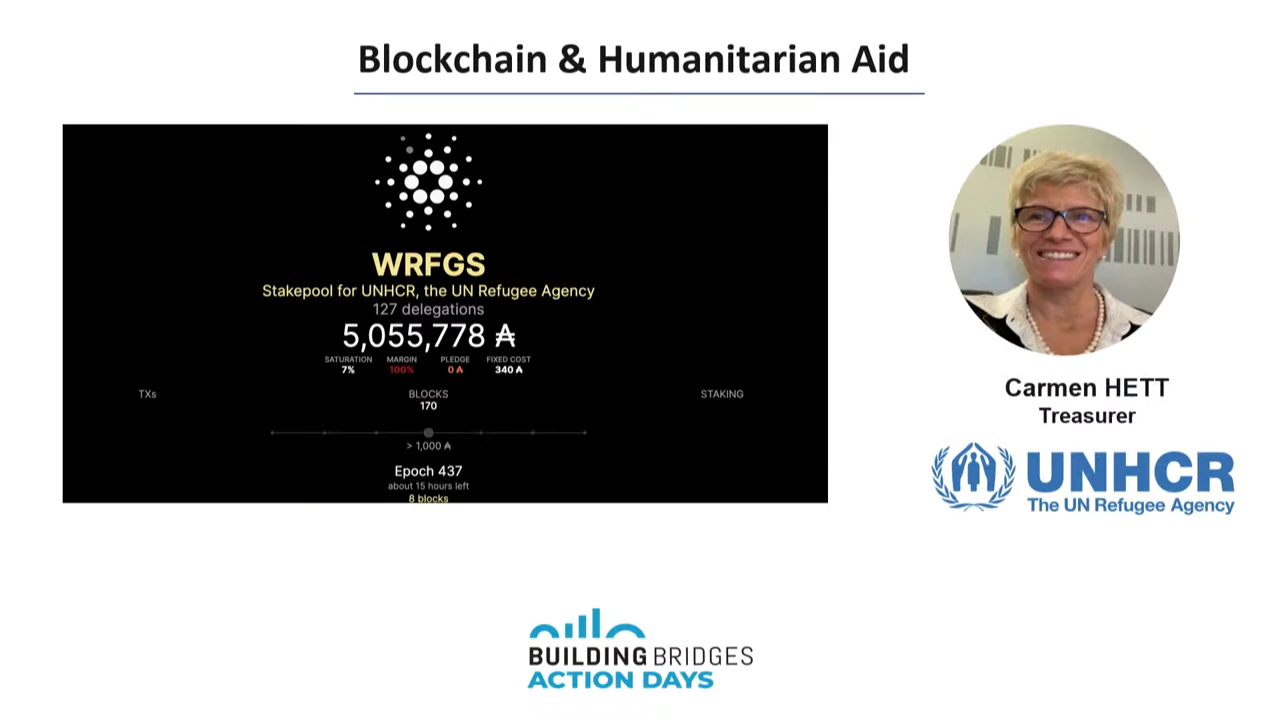 Blockchain & Humanitarian Aid
WRFGS
Stakepool for UNHCR, the UN Refugee Agency
127 delegations
5,055,778 ₳
SATURATION MARGIN PLEDGE FIXED COST
7% 100% 0 ₳ 340 ₳
TXs BLOCKS STAKING
170
> 1,000 ₳
Epoch 437
about 15 hours left
8 blocks
Carmen HETT
Treasurer
UNHCR
The UN Refugee Agency
BUILDING BRIDGES
ACTION DAYS